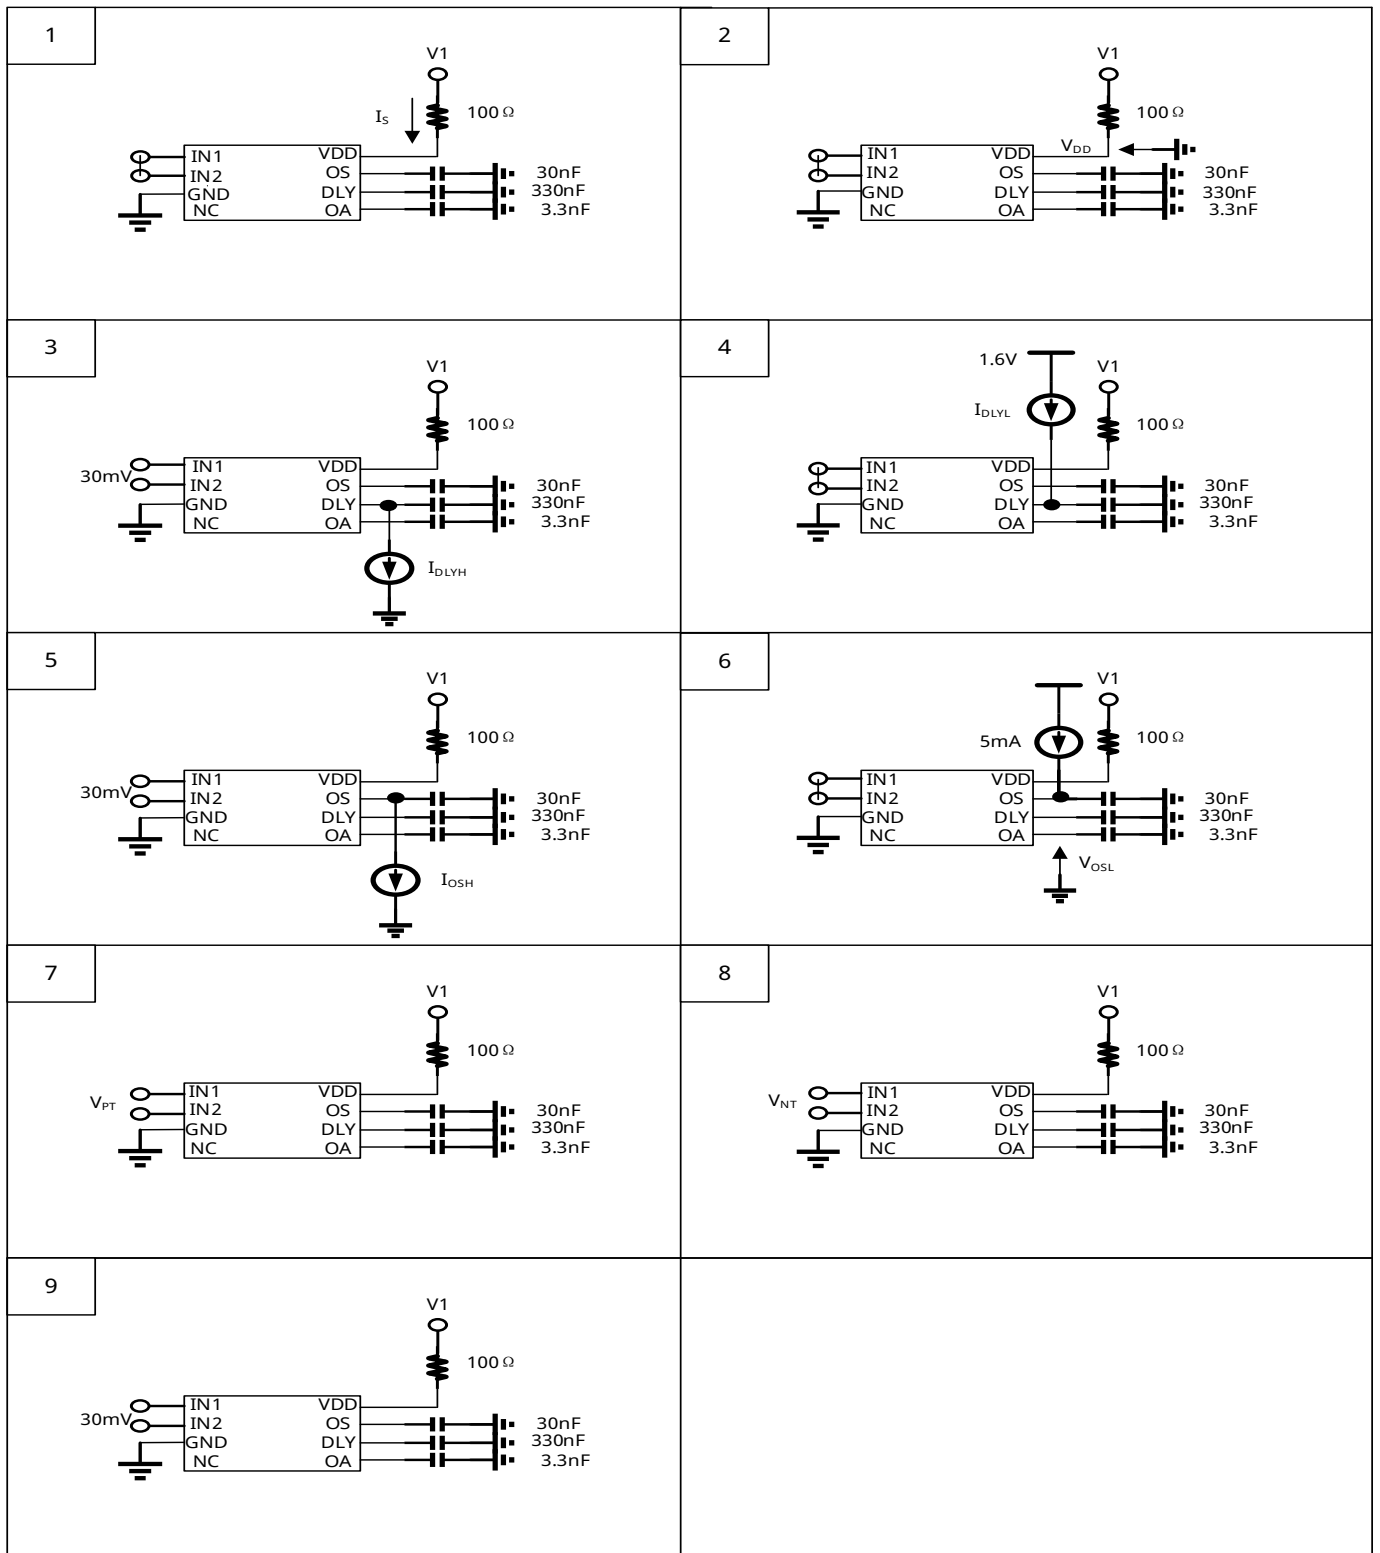 1
V1
100Ω
IS
IN1
IN2
GND
NC
VDD
OS
DLY
OA
30nF
330nF
3.3nF
2
V1
100Ω
VDD
IN1
IN2
GND
NC
VDD
OS
DLY
OA
30nF
330nF
3.3nF
3
V1
100Ω
30mV
IN1
IN2
GND
NC
VDD
OS
DLY
OA
30nF
330nF
3.3nF
IDLYH
4
1.6V
V1
IDLYL
100Ω
IN1
IN2
GND
NC
VDD
OS
DLY
OA
30nF
330nF
3.3nF
5
V1
100Ω
30mV
IN1
IN2
GND
NC
VDD
OS
DLY
OA
30nF
330nF
3.3nF
IOSH
6
V1
5mA
100Ω
IN1
IN2
GND
NC
VDD
OS
DLY
OA
30nF
330nF
3.3nF
VOSL
7
V1
100Ω
VPT
IN1
IN2
GND
NC
VDD
OS
DLY
OA
30nF
330nF
3.3nF
8
V1
100Ω
VNT
IN1
IN2
GND
NC
VDD
OS
DLY
OA
30nF
330nF
3.3nF
9
V1
100Ω
30mV
IN1
IN2
GND
NC
VDD
OS
DLY
OA
30nF
330nF
3.3nF